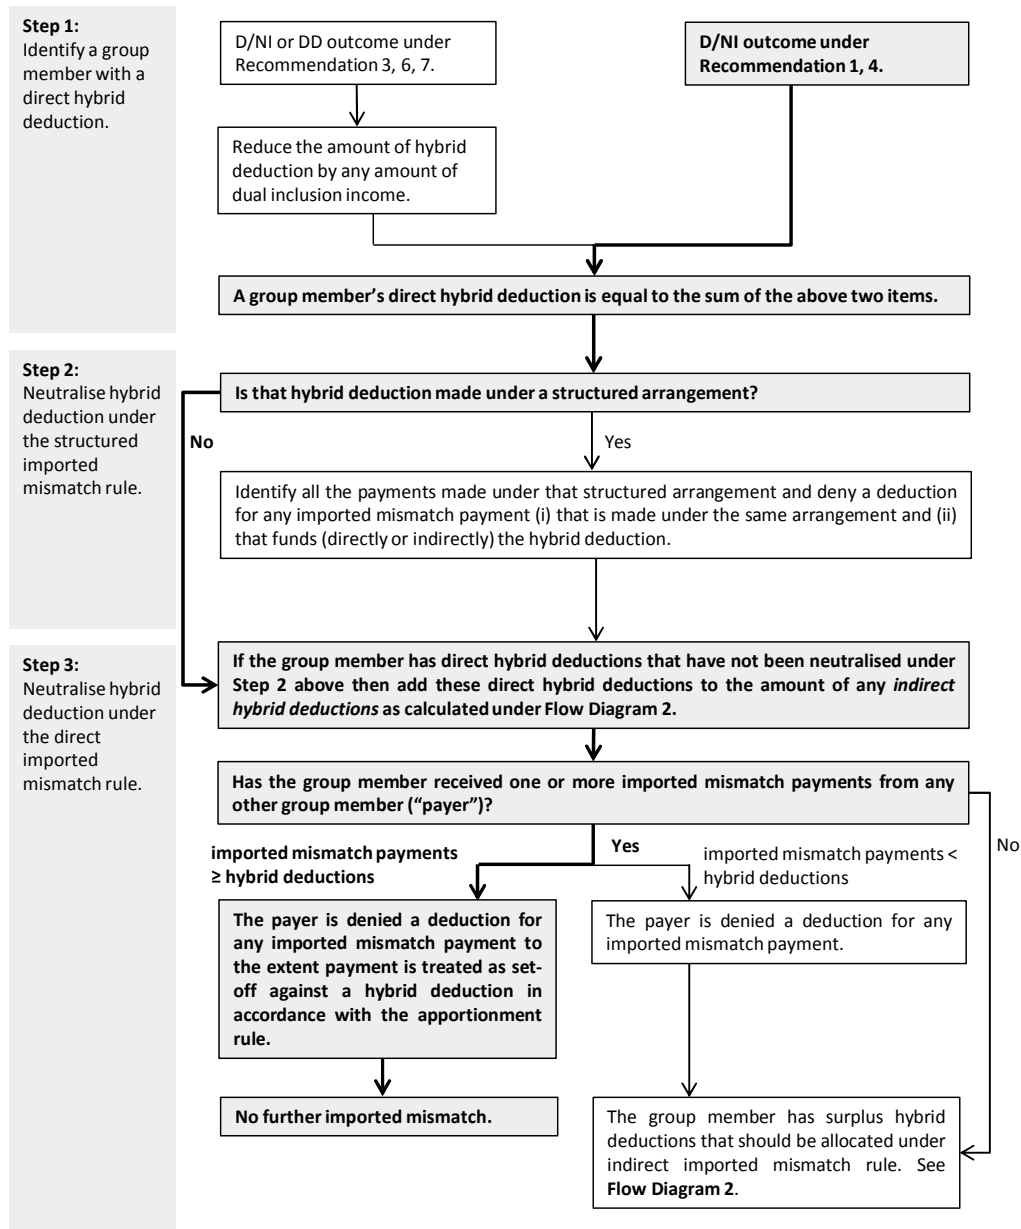 Step 1:
Identify a group
member with a
direct hybrid
deduction.
D/NI or DD outcome under
Recommendation 3, 6, 7.
D/NI outcome under
Recommendation 1, 4.
Reduce the amount of hybrid
deduction by any amount of
dual inclusion income.
A group member’s direct hybrid deduction is equal to the sum of the above two items.
Step 2:
Neutralise hybrid
deduction under
the structured
imported
mismatch rule.
Is that hybrid deduction made under a structured arrangement?
No
Yes
Identify all the payments made under that structured arrangement and deny a deduction
for any imported mismatch payment (i) that is made under the same arrangement and (ii)
that funds (directly or indirectly) the hybrid deduction.
Step 3:
Neutralise hybrid
deduction under
the direct
imported
mismatch rule.
If the group member has direct hybrid deductions that have not been neutralised under
Step 2 above then add these direct hybrid deductions to the amount of any indirect
hybrid deductions as calculated under Flow Diagram 2.
Has the group member received one or more imported mismatch payments from any
other group member (“payer”)?
Yes
No
imported mismatch payments
≥ hybrid deductions
imported mismatch payments <
hybrid deductions
The payer is denied a deduction for
any imported mismatch payment to
the extent payment is treated as set-
off against a hybrid deduction in
accordance with the apportionment
rule.
The payer is denied a deduction for any
imported mismatch payment.
No further imported mismatch.
The group member has surplus hybrid
deductions that should be allocated under
indirect imported mismatch rule. See
Flow Diagram 2.